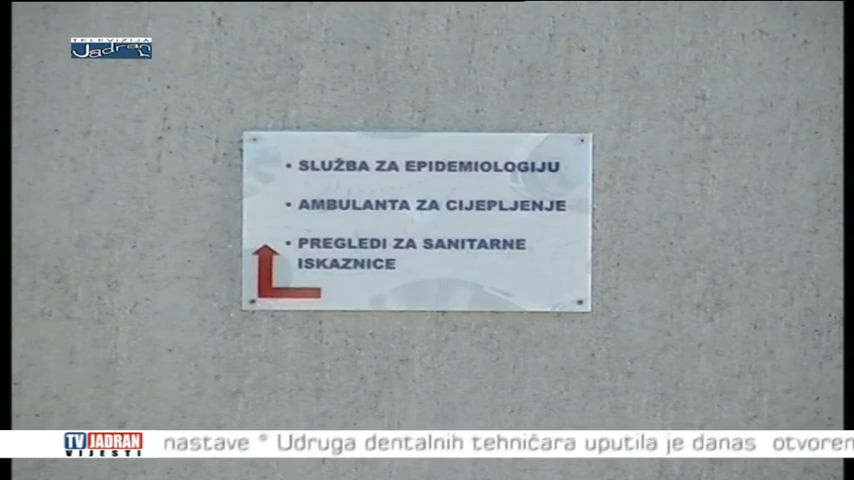 TELEVIZIJA
Jadran
• SLUŽBA ZA EPIDEMIOLOGIJU
• AMBULANTA ZA CIJEPLJENJE
• PREGLEDI ZA SANITARNE
ISKAZNICE
TV JADRAN
VIJESTI
nastave * Udruga dentalnih tehničara uputila je danas otvoren